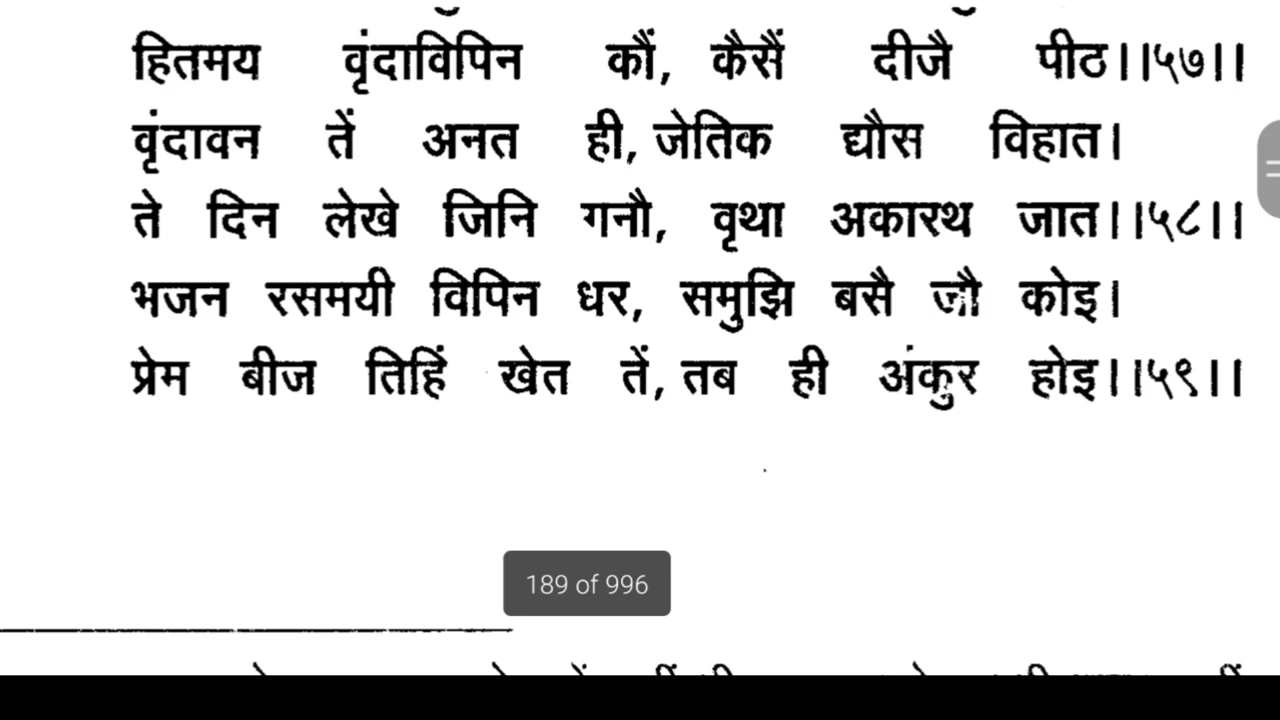 हितमय वृंदाविपिन कौं, कैसैं दीजै पीठ।।५७।।
वृंदावन तें अनत ही, जेतिक द्यौस विहात।
ते दिन लेखे जिनि गनौ, वृथा अकारथ जात।।५८।।
भजन रसमयी विपिन धर, समुझि बसै जौ कोइ।
प्रेम बीज तिहिं खेत तें, तब ही अंकुर होइ।।५९।।
189 of 996